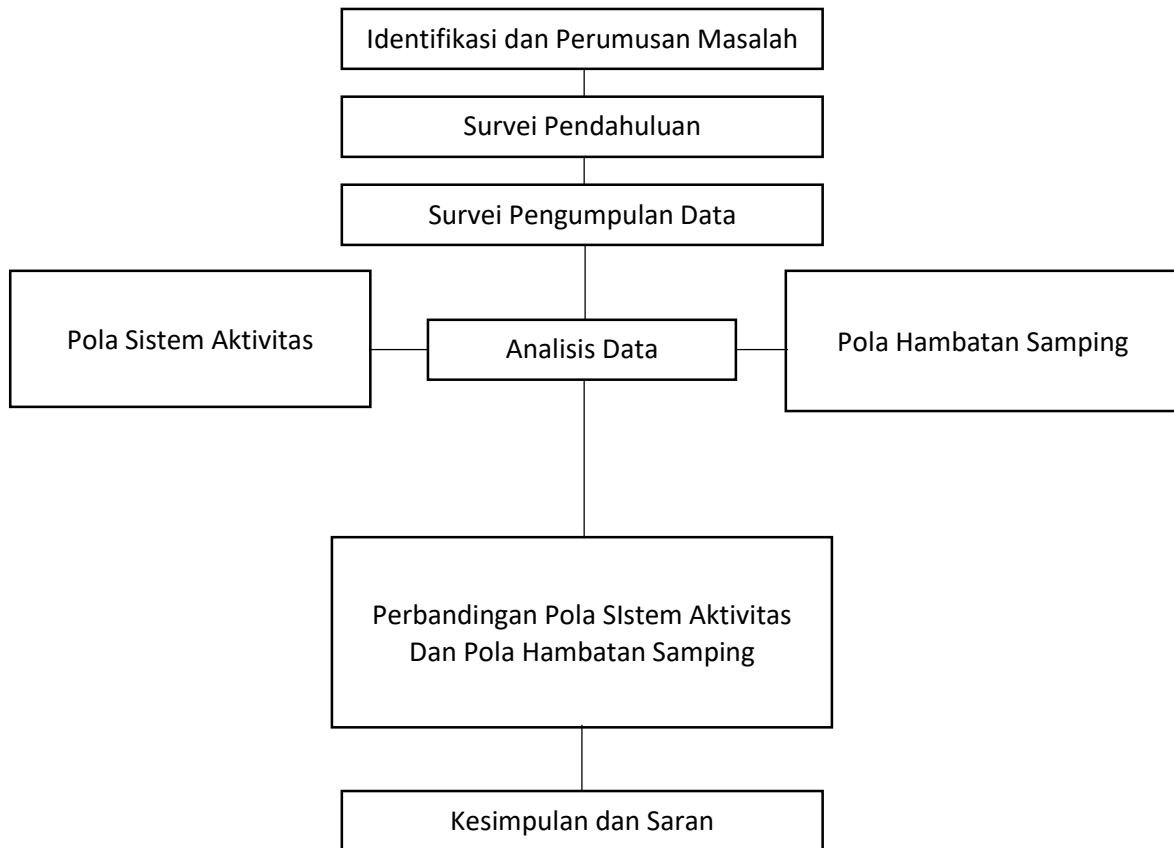 Identifikasi dan Perumusan Masalah
Survei Pendahuluan
Survei Pengumpulan Data
Pola Sistem Aktivitas
Analisis Data
Pola Hambatan Samping
Perbandingan Pola SIstem Aktivitas
Dan Pola Hambatan Samping
Kesimpulan dan Saran